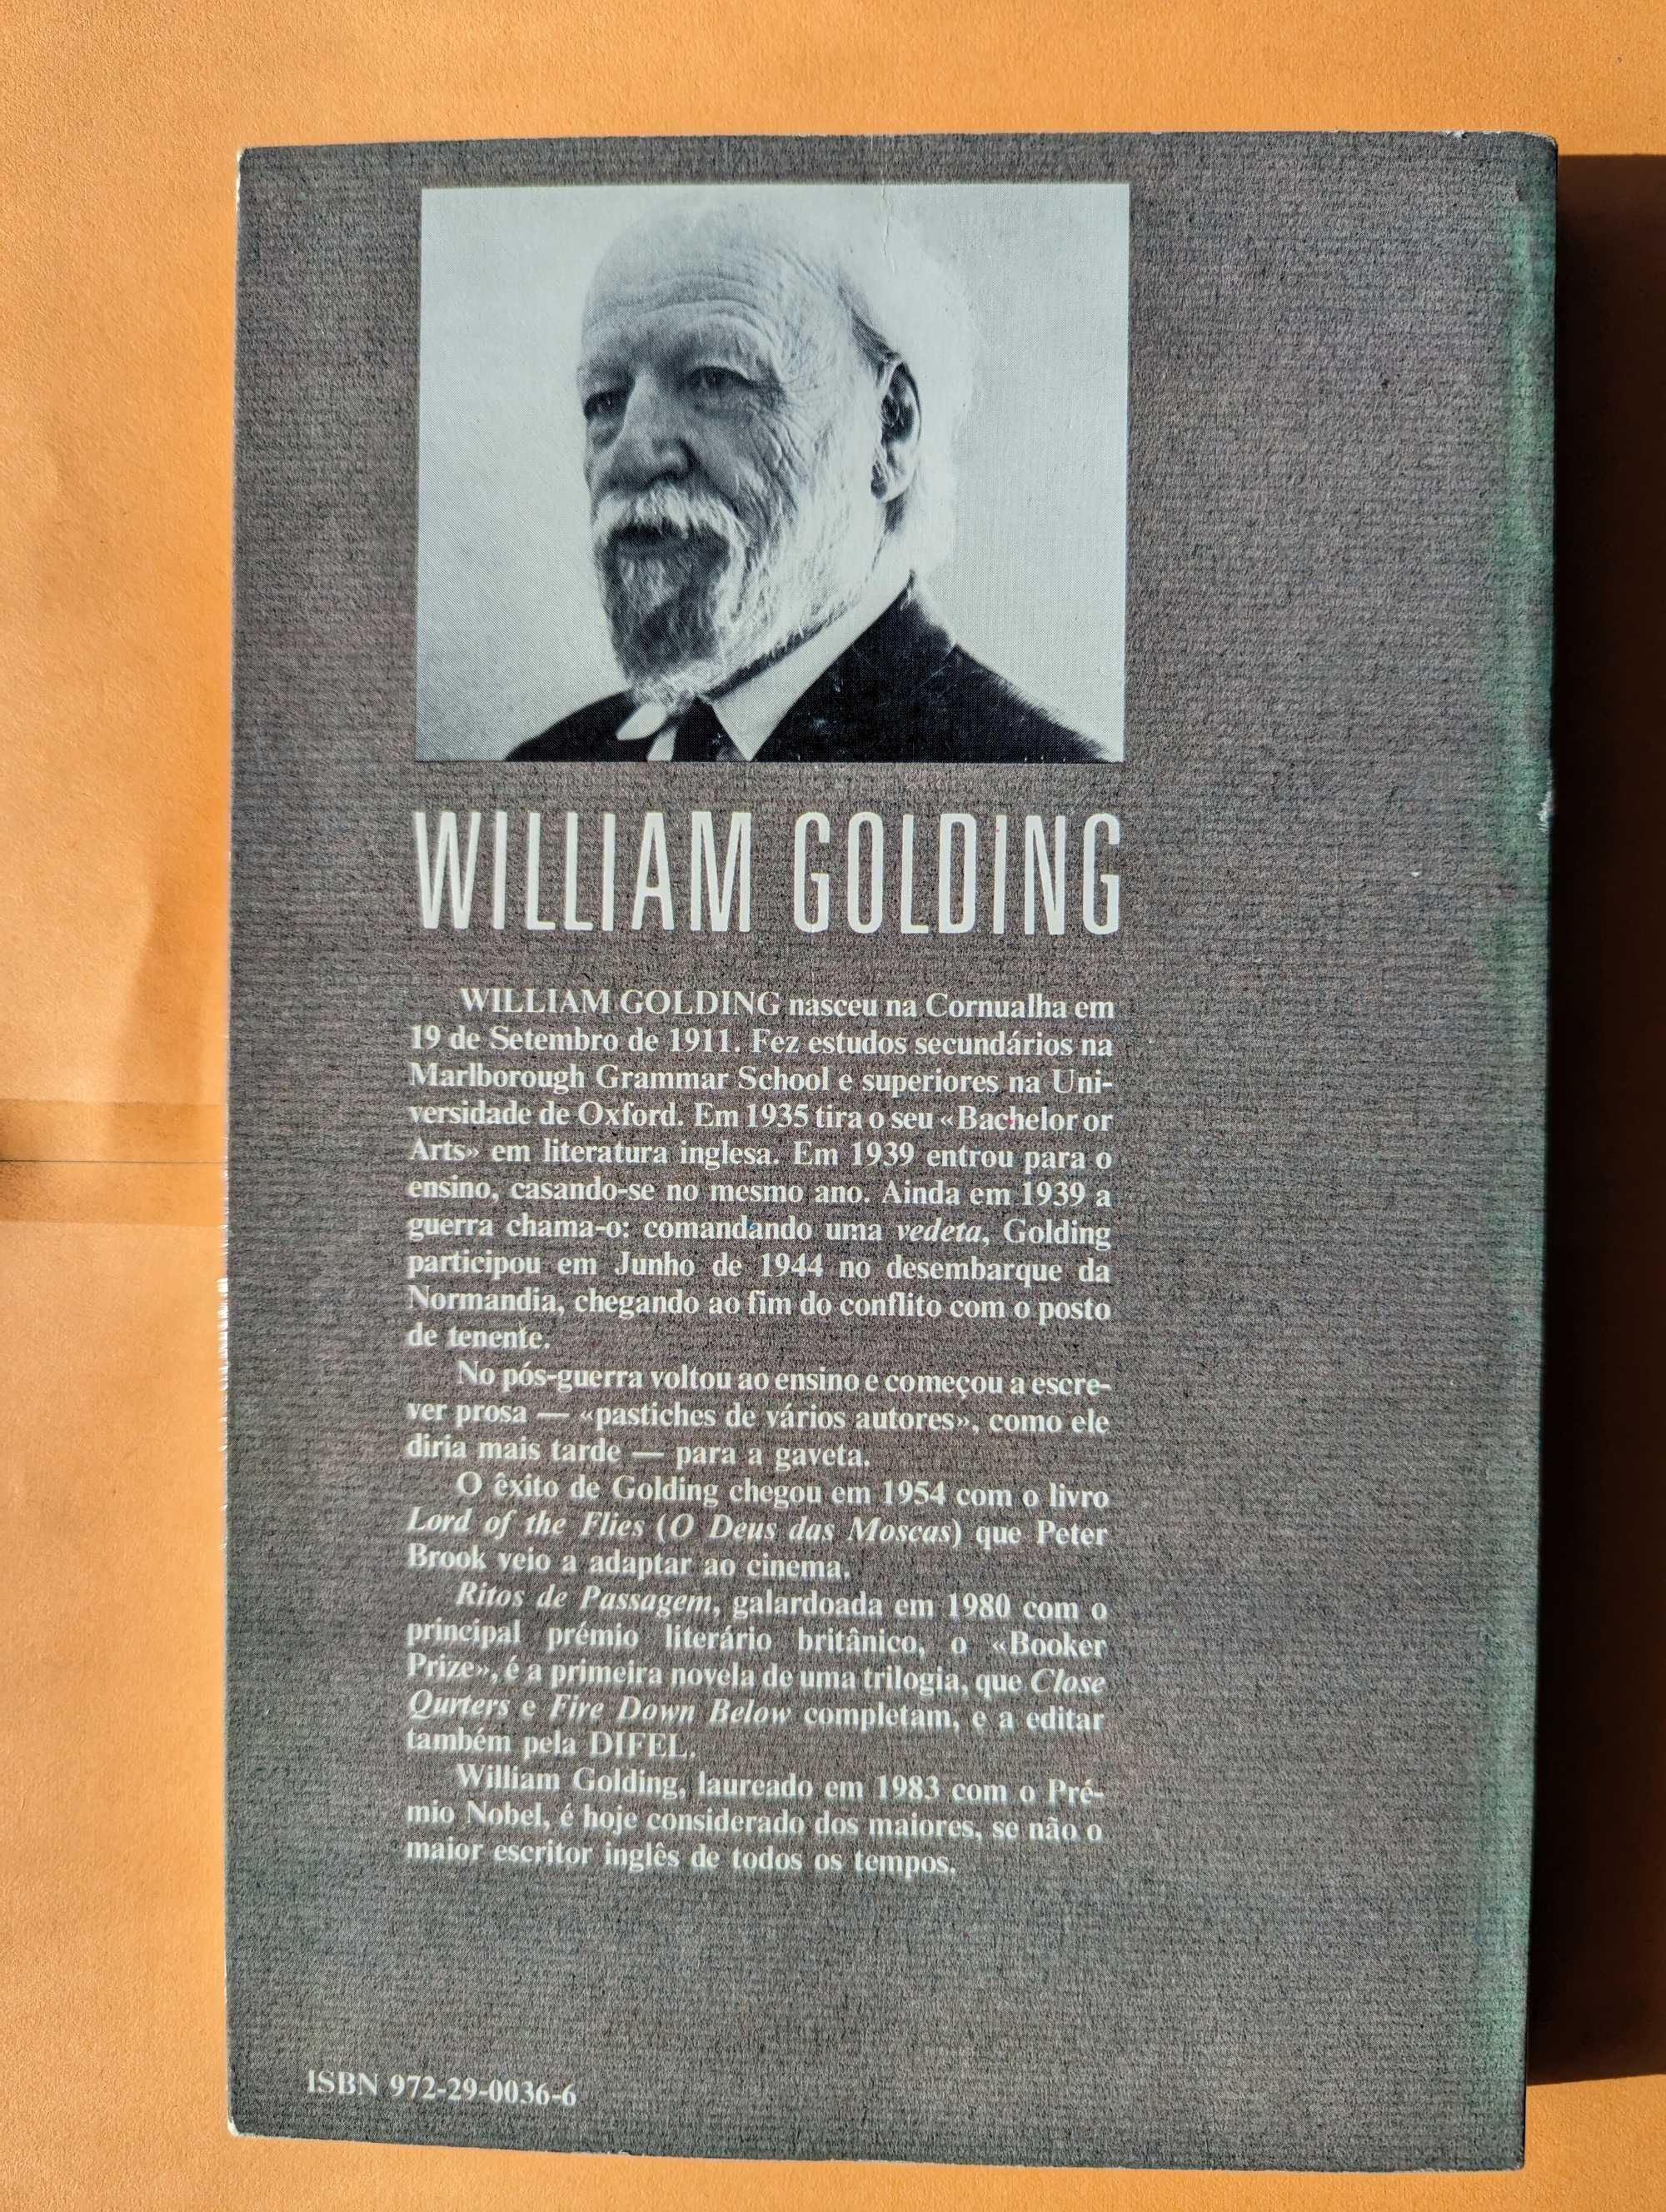 WILLIAM GOLDING
WILLIAM GOLDING nasceu na Cornualha em
19 de Setembro de 1911. Fez estudos secundários na
Marlborough Grammar School e superiores na Uni-
versidade de Oxford. Em 1935 tira o seu «Bachelor or
Arts» em literatura inglesa. Em 1939 entrou para o
ensino, casando-se no mesmo ano. Ainda em 1939 a
guerra chama-o: comandando uma vedeta, Golding
participou em Junho de 1944 no desembarque da
Normandia, chegando ao fim do conflito com o posto
de tenente.
No pós-guerra voltou ao ensino e começou a escre-
ver prosa — «pastiches de vários autores», como ele
diria mais tarde — para a gaveta.
O êxito de Golding chegou em 1954 com o livro
Lord of the Flies (O Deus das Moscas) que Peter
Brook veio a adaptar ao cinema.
Ritos de Passagem, galardoada em 1980 com o
principal prémio literário britânico, o «Booker
Prize», é a primeira novela de uma trilogia, que Close
Qurters e Fire Down Below completam, e a editar
também pela DIFEL.
William Golding, laureado em 1983 com o Pré-
mio Nobel, é hoje considerado dos maiores, se não o
maior escritor inglês de todos os tempos.
ISBN 972-29-0036-6